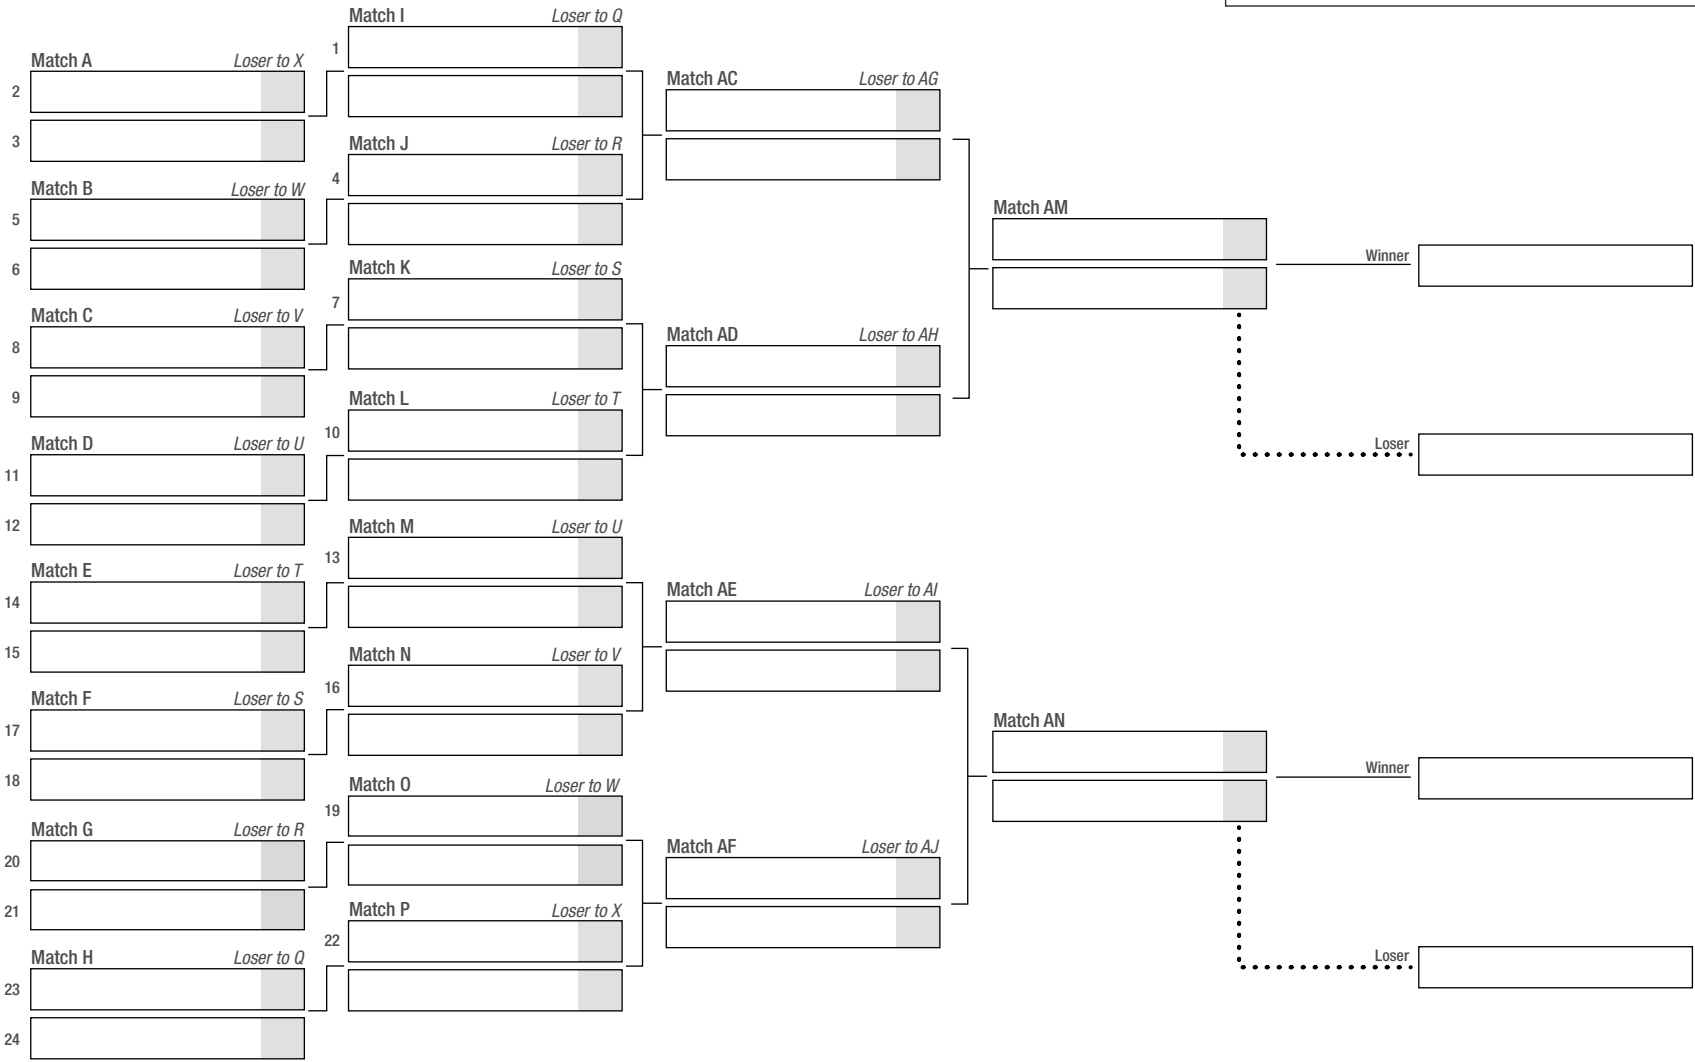 Match A Loser to X
2
3
Match B Loser to W
5
6
Match C Loser to V
8
9
Match D Loser to U
11
12
Match E Loser to T
14
15
Match F Loser to S
17
18
Match G Loser to R
20
21
Match H Loser to Q
23
24
Match I Loser to Q
1
Match J Loser to R
4
Match K Loser to S
7
Match L Loser to T
10
Match M Loser to U
13
Match N Loser to V
16
Match O Loser to W
19
Match P Loser to X
22
Match AC Loser to AG
Match AD Loser to AH
Match AE Loser to AI
Match AF Loser to AJ
Match AM
Winner
Loser
Match AN
Winner
Loser